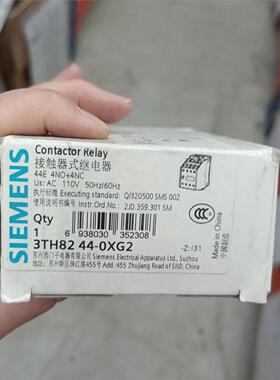 SIEMENS
Contactor Relay
接触器式继电器
44E 4NO+4NC
Us: AC 110V 50Hz/60Hz
执行标准 Executing standard: Q/320500 SMS 002
使用说明书号 Instr.Ord.No.: 2JD.359.301 SM
Made in China
中国制造
CCC
Qty
1 6 938030 352308
3TH82 44-0XG2
-Z:131
苏州西门子电器有限公司 Siemens Electrical Apparatus Ltd., Suzhou
苏州新区珠江路455号 Add.: 455 Zhujiang Road of SND, China